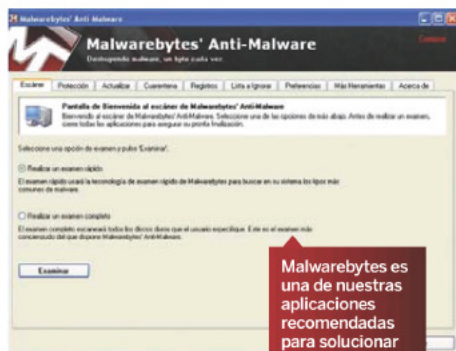 Malwarebytes' Anti-Malware
Malwarebytes' Anti-Malware
Destruyendo malware, un byte cada vez.
Escáner Protección Actualizar Cuarentena Registros Lista a Ignorar Preferencias Más Herramientas Acerca de
Pantalla de Bienvenida al escáner de Malwarebytes' Anti-Malware
Bienvenido al escáner de Malwarebytes' Anti-Malware. Seleccione una de las opciones de más abajo. Antes de realizar un examen, cierre todas las aplicaciones para asegurar su pronta finalización.
Seleccione una opción de examen y pulse 'Examinar'.
Realizar un examen rápido
El examen rápido usará la tecnología de examen rápido de Malwarebytes para buscar en su sistema los tipos más
comunes de malware.
Realizar un examen completo
El examen completo escaneará todos los discos duros que el usuario especifique. Este es el examen más
concienzudo del que dispone Malwarebytes' Anti-Malware.
Examinar
Malwarebytes es
una de nuestras
aplicaciones
recomendadas
para solucionar